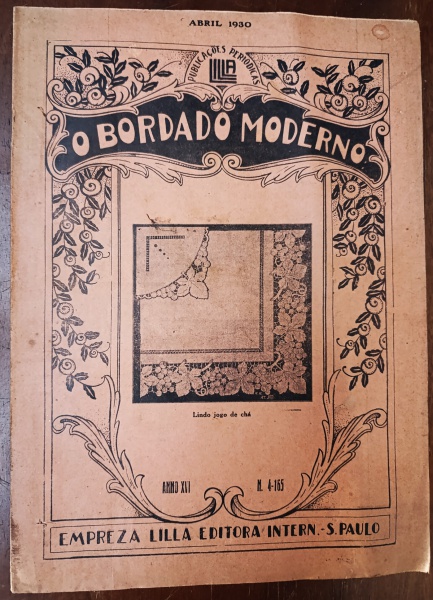 ABRIL 1930
PUBLICAÇÕES PERIODICAS
LILLA
O BORDADO MODERNO
Lindo jogo de chá
ANNO XVI N. 4-165
EMPREZA LILLA EDITORA INTERN.-S.PAULO